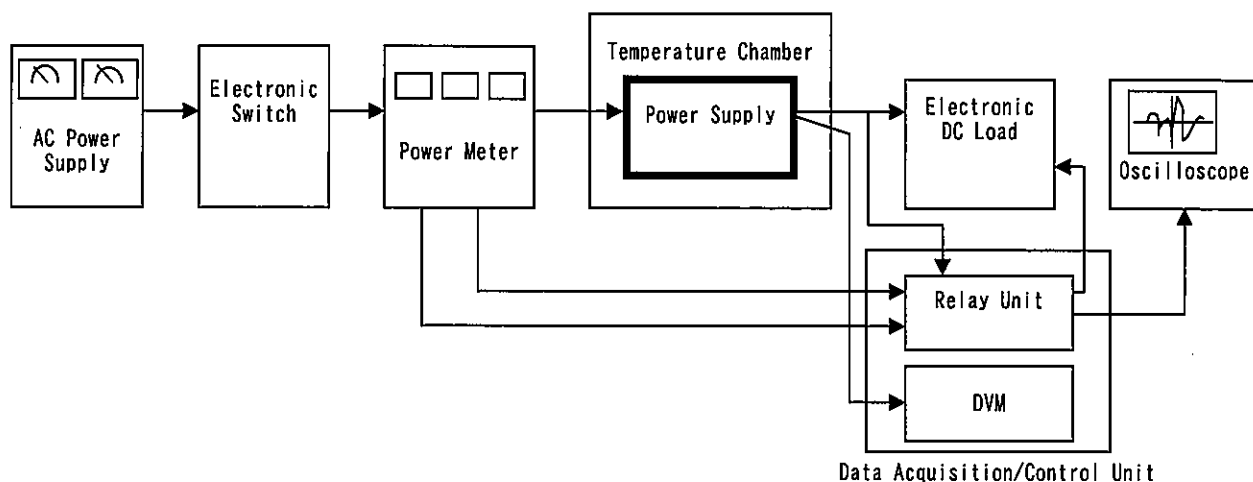 AC Power
Supply
Electronic
Switch
Power Meter
Temperature Chamber
Power Supply
Electronic
DC Load
Oscilloscope
Relay Unit
DVM
Data Acquisition/Control Unit